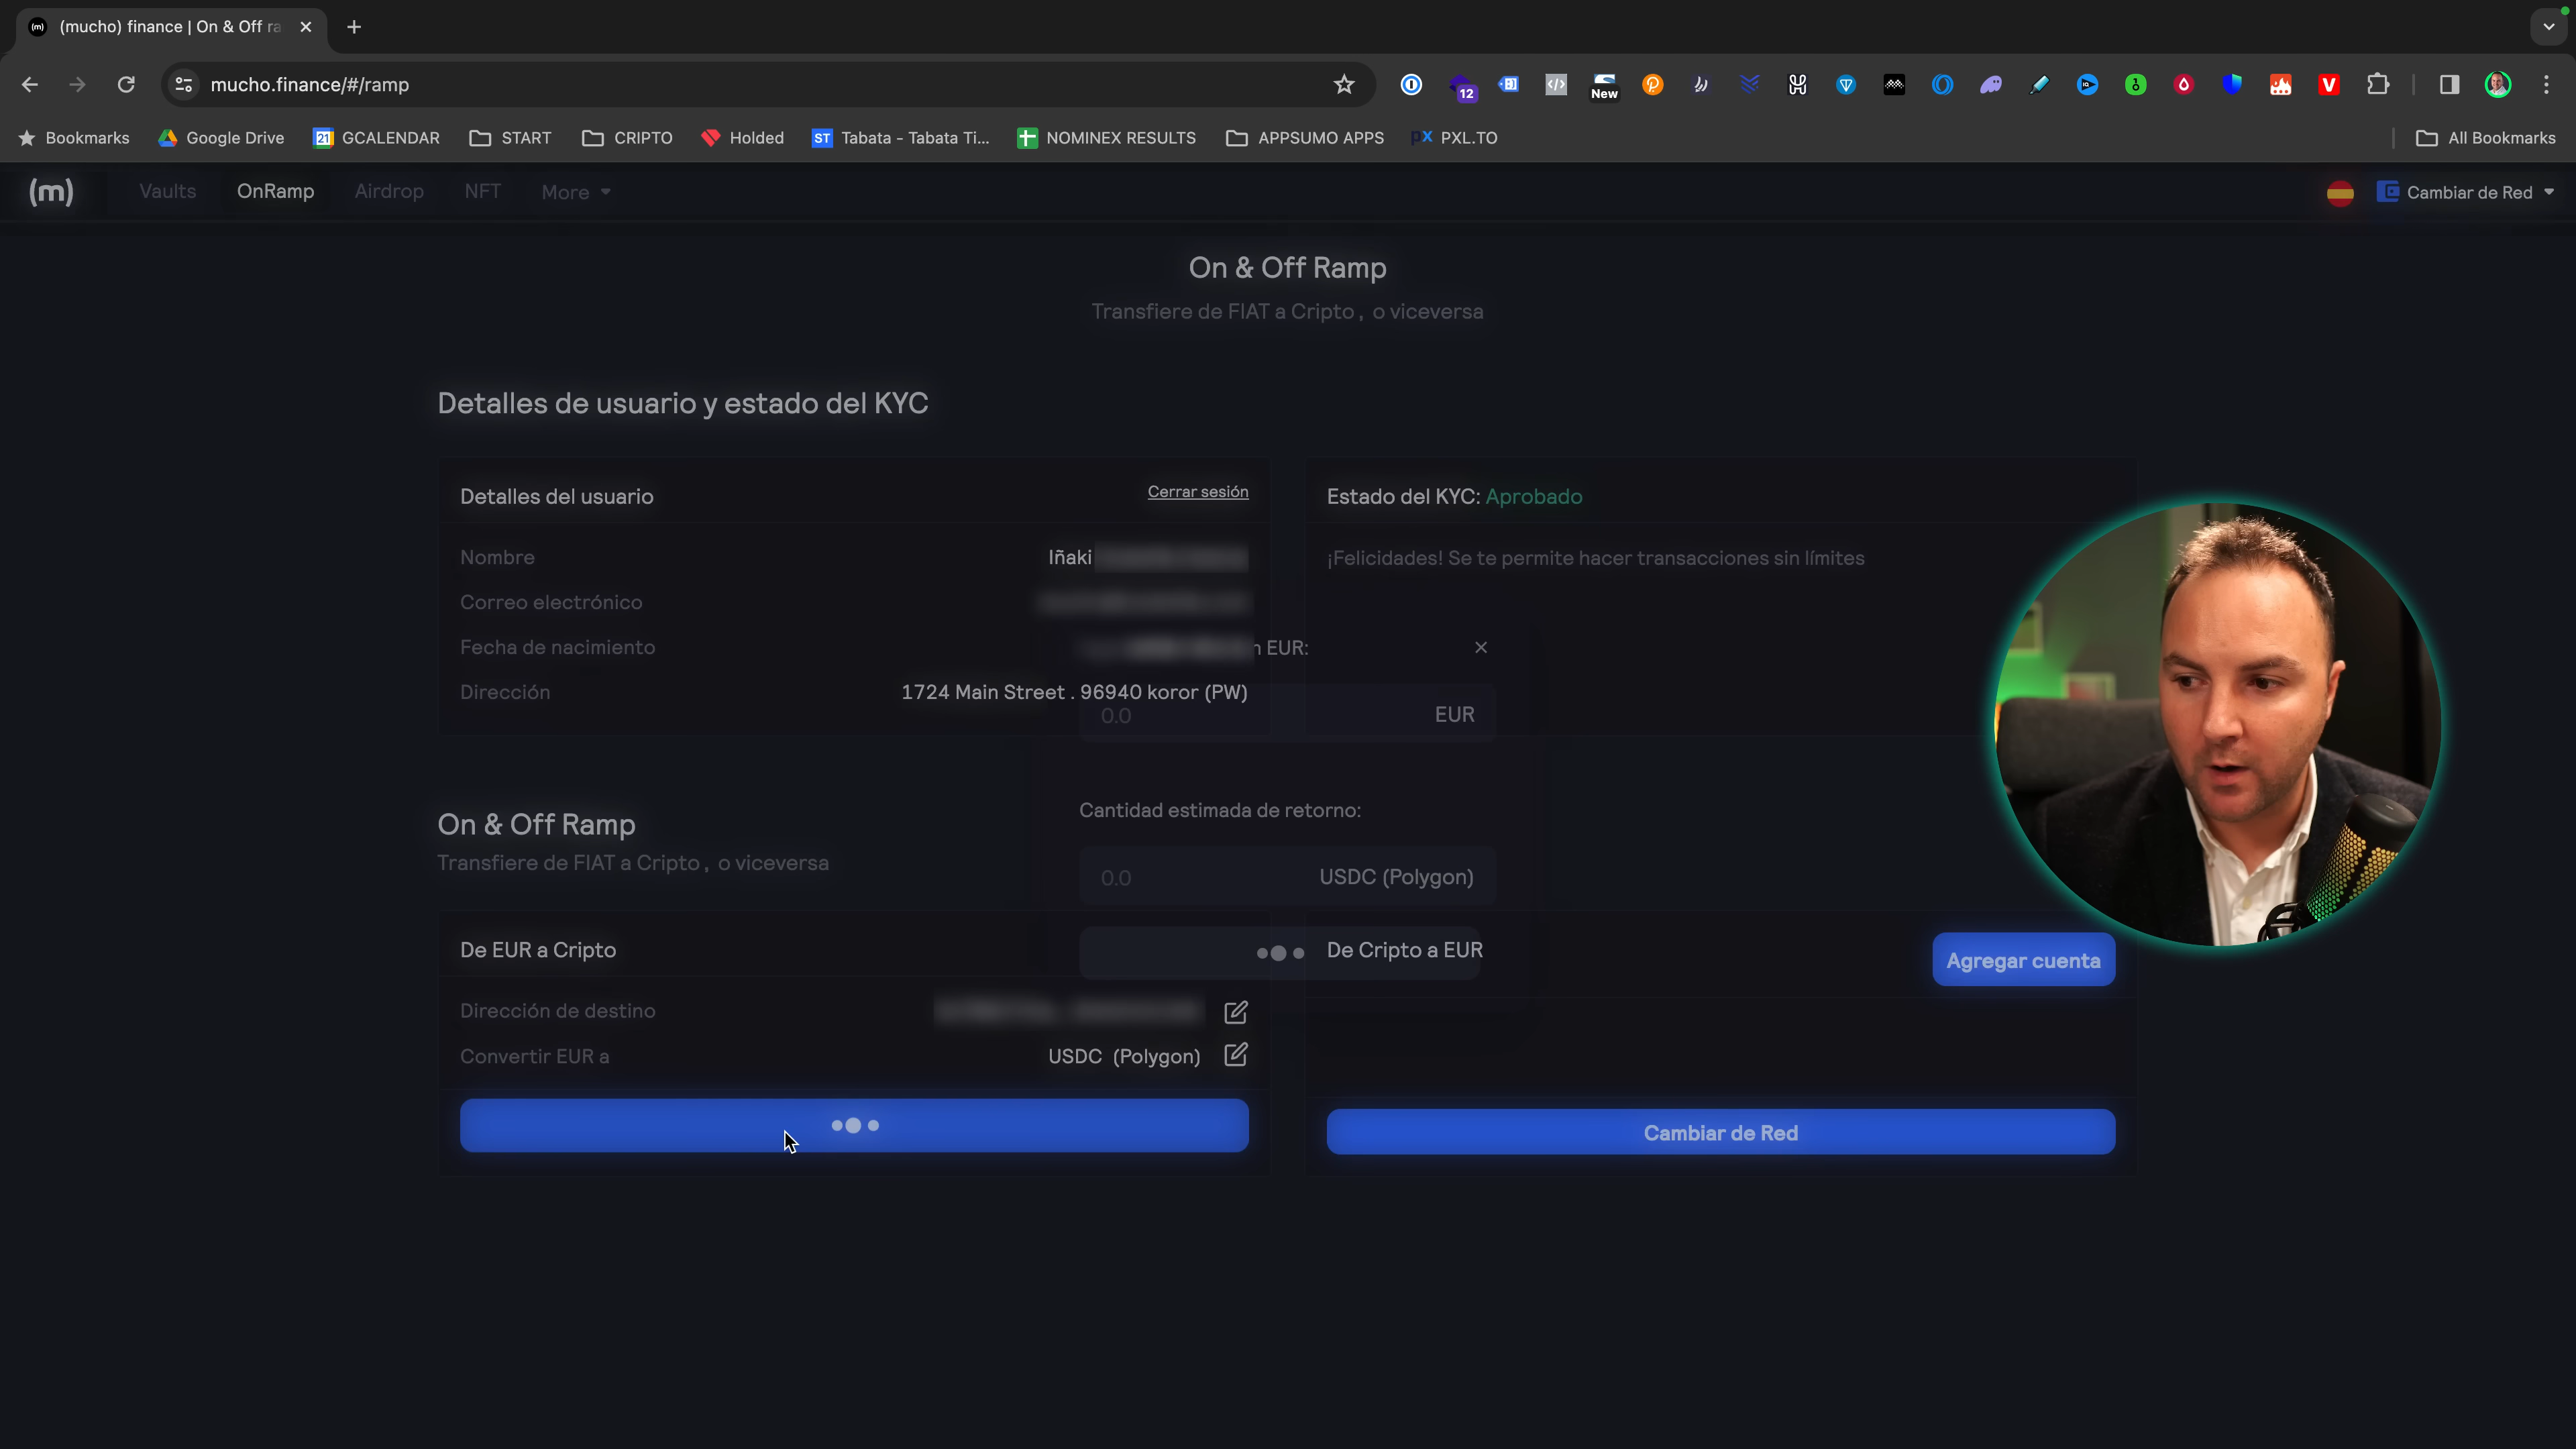 (mucho) finance | On & Off ra
mucho.finance/#/ramp
12
New
Bookmarks
Google Drive
21
GCALENDAR
START
CRIPTO
Holded
ST
Tabata - Tabata Ti...
NOMINEX RESULTS
APPSUMO APPS
px
PXL.TO
All Bookmarks
(m)
Vaults
OnRamp
Airdrop
NFT
More
Cambiar de Red
On & Off Ramp
Transfiere de FIAT a Cripto, o viceversa
Detalles de usuario y estado del KYC
Detalles del usuario
Cerrar sesión
Nombre
Iñaki
Correo electrónico
Fecha de nacimiento
Dirección
1724 Main Street . 96940 koror (PW)
Estado del KYC: Aprobado
¡Felicidades! Se te permite hacer transacciones sin límites
n EUR:
0.0
EUR
Cantidad estimada de retorno:
0.0
USDC (Polygon)
On & Off Ramp
Transfiere de FIAT a Cripto, o viceversa
De EUR a Cripto
Dirección de destino
Convertir EUR a
USDC (Polygon)
De Cripto a EUR
Agregar cuenta
Cambiar de Red